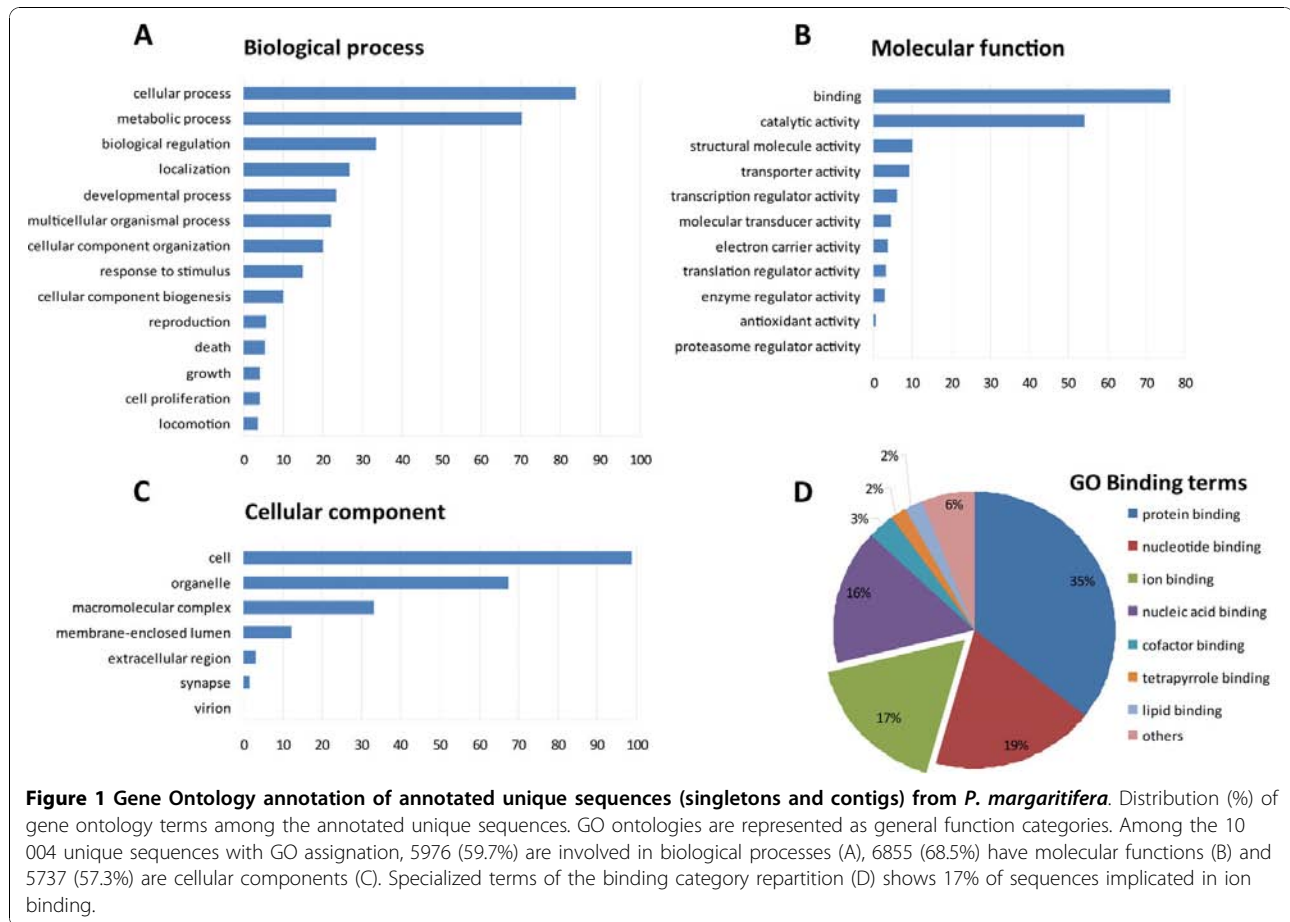 A
Biological process
cellular process
metabolic process
biological regulation
localization
developmental process
multicellular organismal process
cellular component organization
response to stimulus
cellular component biogenesis
reproduction
death
growth
cell proliferation
locomotion
0 10 20 30 40 50 60 70 80 90 100
B
Molecular function
binding
catalytic activity
structural molecule activity
transporter activity
transcription regulator activity
molecular transducer activity
electron carrier activity
translation regulator activity
enzyme regulator activity
antioxidant activity
proteasome regulator activity
0 10 20 30 40 50 60 70 80
C
Cellular component
cell
organelle
macromolecular complex
membrane-enclosed lumen
extracellular region
synapse
virion
0 10 20 30 40 50 60 70 80 90 100
D
GO Binding terms
2%
2%
3%
6%
35%
16%
17%
19%
protein binding
nucleotide binding
ion binding
nucleic acid binding
cofactor binding
tetrapyrrole binding
lipid binding
others
Figure 1 Gene Ontology annotation of annotated unique sequences (singletons and contigs) from P. margaritifera. Distribution (%) of
gene ontology terms among the annotated unique sequences. GO ontologies are represented as general function categories. Among the 10
004 unique sequences with GO assignation, 5976 (59.7%) are involved in biological processes (A), 6855 (68.5%) have molecular functions (B) and
5737 (57.3%) are cellular components (C). Specialized terms of the binding category repartition (D) shows 17% of sequences implicated in ion
binding.